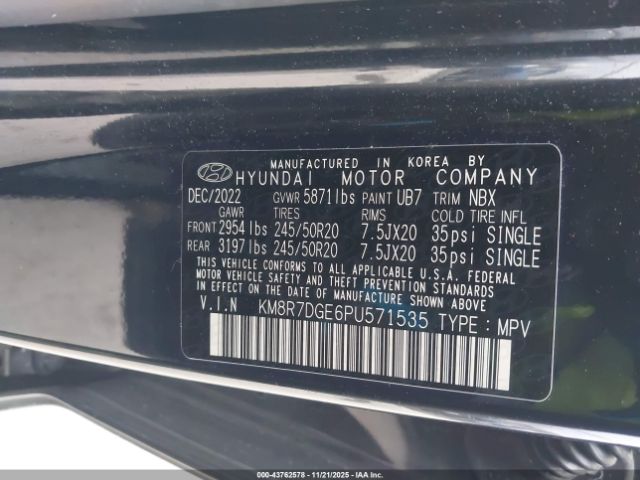 MANUFACTURED IN KOREA BY
HYUNDAI MOTOR COMPANY
DEC/2022 GVWR 5871lbs PAINT UB7 TRIM NBX
GAWR TIRES RIMS COLD TIRE INFL
FRONT 2954 lbs 245/50R20 7.5JX20 35psi SINGLE
REAR 3197 lbs 245/50R20 7.5JX20 35psi SINGLE
THIS VEHICLE CONFORMS TO ALL APPLICABLE U.S.A. FEDERAL
MOTOR VEHICLE SAFETY, BUMPER, AND THEFT PREVENTION
STANDARDS IN EFFECT ON THE DATE OF
MANUFACTURE SHOWN ABOVE.
V.I.N KM8R7DGE6PU571535 TYPE : MPV
000-43762578 - 11/21/2025 - IAAI.COM